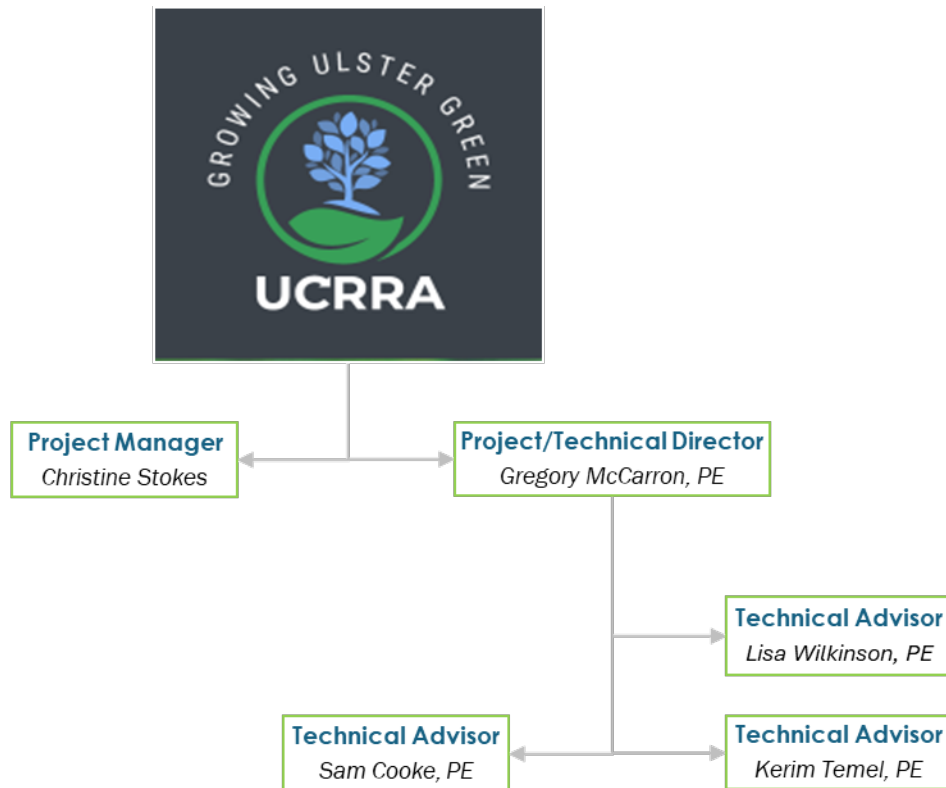 GROWING ULSTER GREEN
UCRRA
Project Manager
Christine Stokes
Project/Technical Director
Gregory McCarron, PE
Technical Advisor
Lisa Wilkinson, PE
Technical Advisor
Sam Cooke, PE
Technical Advisor
Kerim Temel, PE